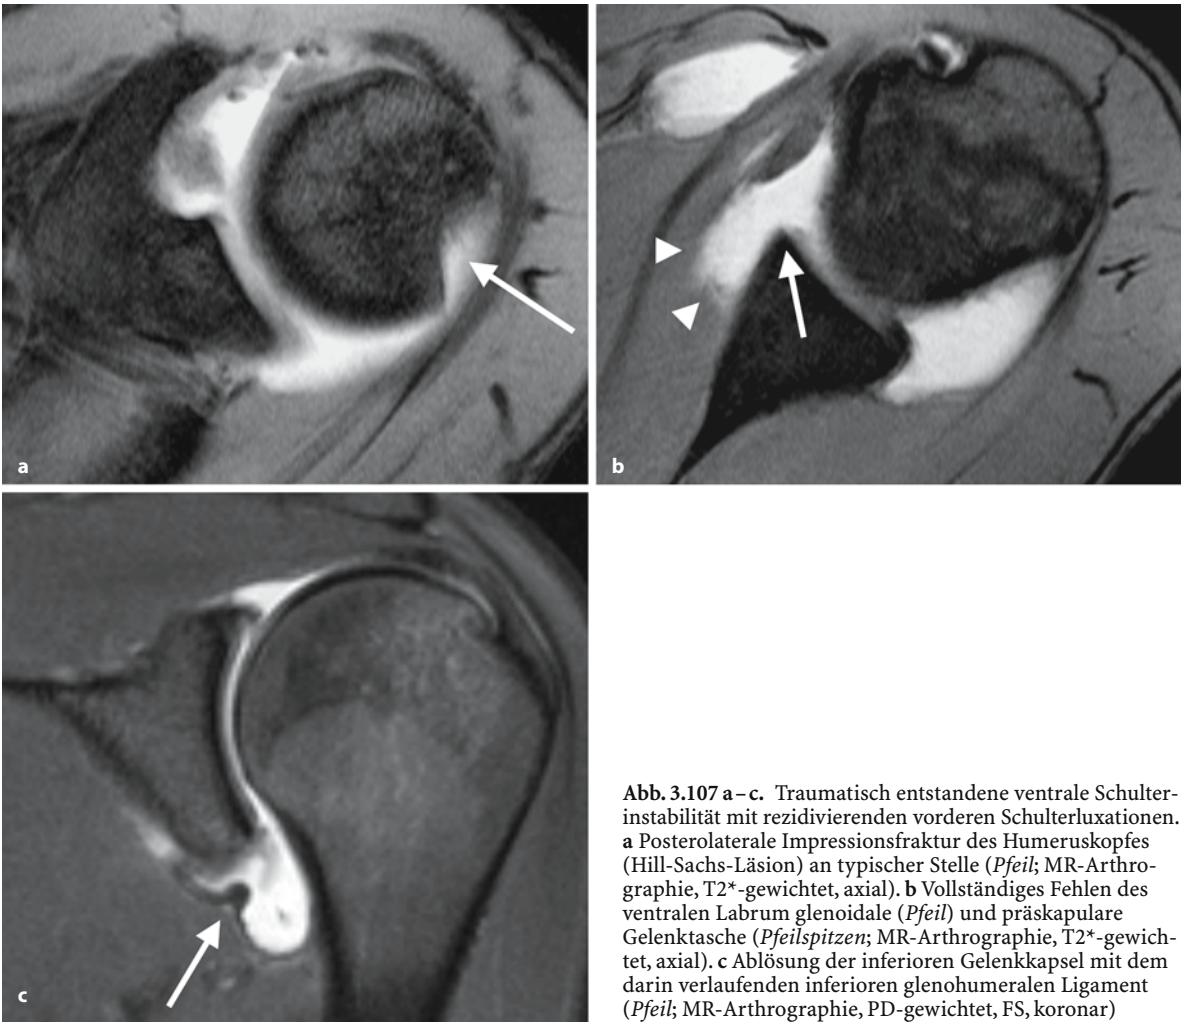 a
b
c
Abb. 3.107 a – c. Traumatisch entstandene ventrale Schulter-
instabilität mit rezidivierenden vorderen Schulterluxationen.
a Posterolaterale Impressionsfraktur des Humeruskopfes
(Hill-Sachs-Läsion) an typischer Stelle (Pfeil; MR-Arthro-
graphie, T2*-gewichtet, axial). b Vollständiges Fehlen des
ventralen Labrum glenoidale (Pfeil) und präskapulare
Gelenktasche (Pfeilspitzen; MR-Arthrographie, T2*-gewich-
tet, axial). c Ablösung der inferioren Gelenkkapsel mit dem
darin verlaufenden inferioren glenohumeralen Ligament
(Pfeil; MR-Arthrographie, PD-gewichtet, FS, koronar)